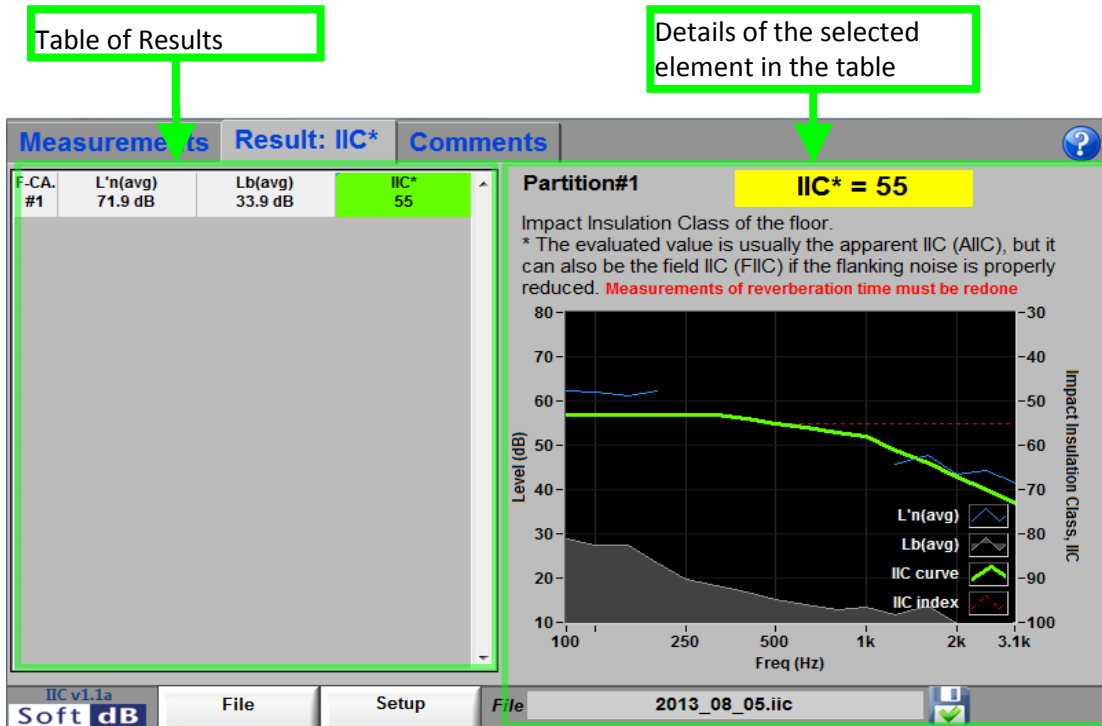 Table of Results
Details of the selected
element in the table
Measurements
Result: IIC*
Comments
?
F-CA. L'n(avg) Lb(avg) IIC*
#1 71.9 dB 33.9 dB 55
Partition#1
IIC* = 55
Impact Insulation Class of the floor.
* The evaluated value is usually the apparent IIC (AIIC), but it
can also be the field IIC (FIIC) if the flanking noise is properly
reduced. Measurements of reverberation time must be redone
80 30
70 40
60 50
50 60
40 70
30 80
20 90
10 100
Level (dB)
Impact Insulation Class, IIC
L'n(avg)
Lb(avg)
IIC curve
IIC index
100 250 500 1k 2k 3.1k
Freq (Hz)
IIC v1.1a
Soft dB
File
Setup
File
2013_08_05.iic